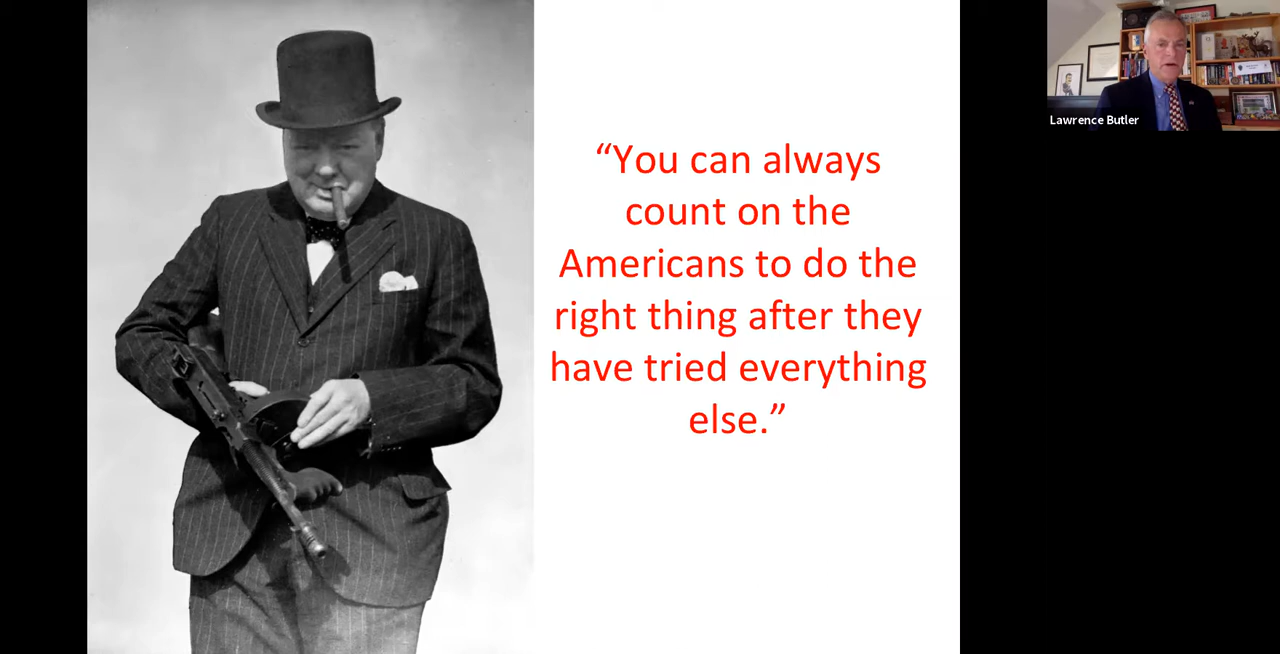 “You can always
count on the
Americans to do the
right thing after they
have tried everything
else.”
Lawrence Butler